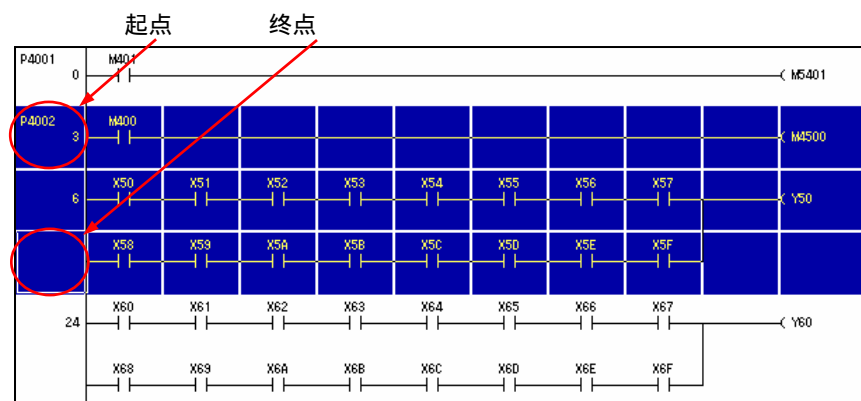 起点 终点
P4001 M401
0 M5401
P4002 M400
3 M4500
X50 X51 X52 X53 X54 X55 X56 X57
6 Y50
X58 X59 X5A X5B X5C X5D X5E X5F
X60 X61 X62 X63 X64 X65 X66 X67
24 Y60
X68 X69 X6A X6B X6C X6D X6E X6F